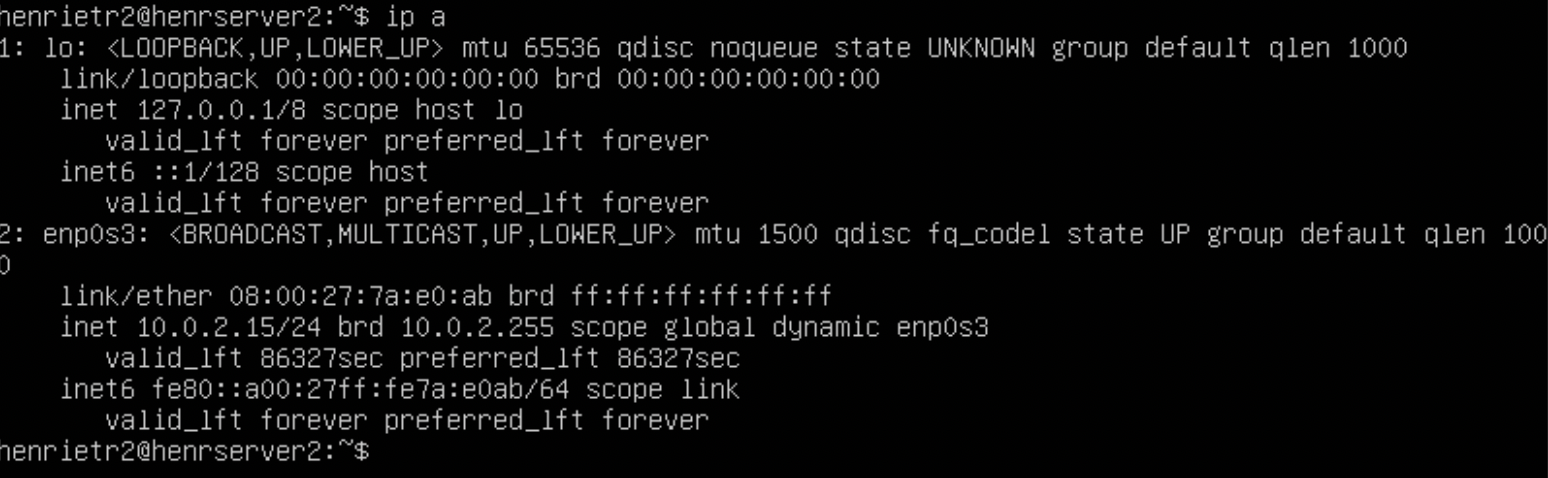 henrietr2@henrserver2:~$ ip a
1: lo: <LOOPBACK,UP,LOWER_UP> mtu 65536 qdisc noqueue state UNKNOWN group default qlen 1000
    link/loopback 00:00:00:00:00:00 brd 00:00:00:00:00:00
    inet 127.0.0.1/8 scope host lo
       valid_lft forever preferred_lft forever
    inet6 ::1/128 scope host
       valid_lft forever preferred_lft forever
2: enp0s3: <BROADCAST,MULTICAST,UP,LOWER_UP> mtu 1500 qdisc fq_codel state UP group default qlen 100
0
    link/ether 08:00:27:7a:e0:ab brd ff:ff:ff:ff:ff:ff
    inet 10.0.2.15/24 brd 10.0.2.255 scope global dynamic enp0s3
       valid_lft 86327sec preferred_lft 86327sec
    inet6 fe80::a00:27ff:fe7a:e0ab/64 scope link
       valid_lft forever preferred_lft forever
henrietr2@henrserver2:~$